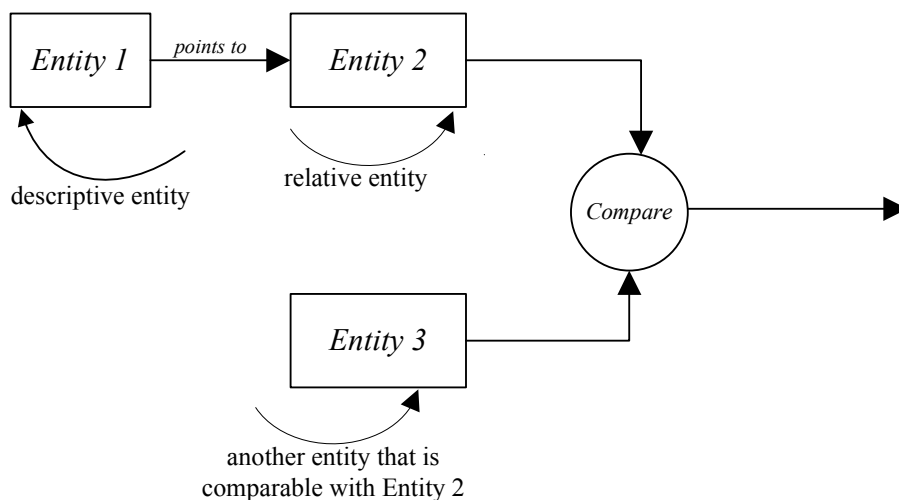 Entity 1
points to
Entity 2
descriptive entity
relative entity
Compare
Entity 3
another entity that is
comparable with Entity 2